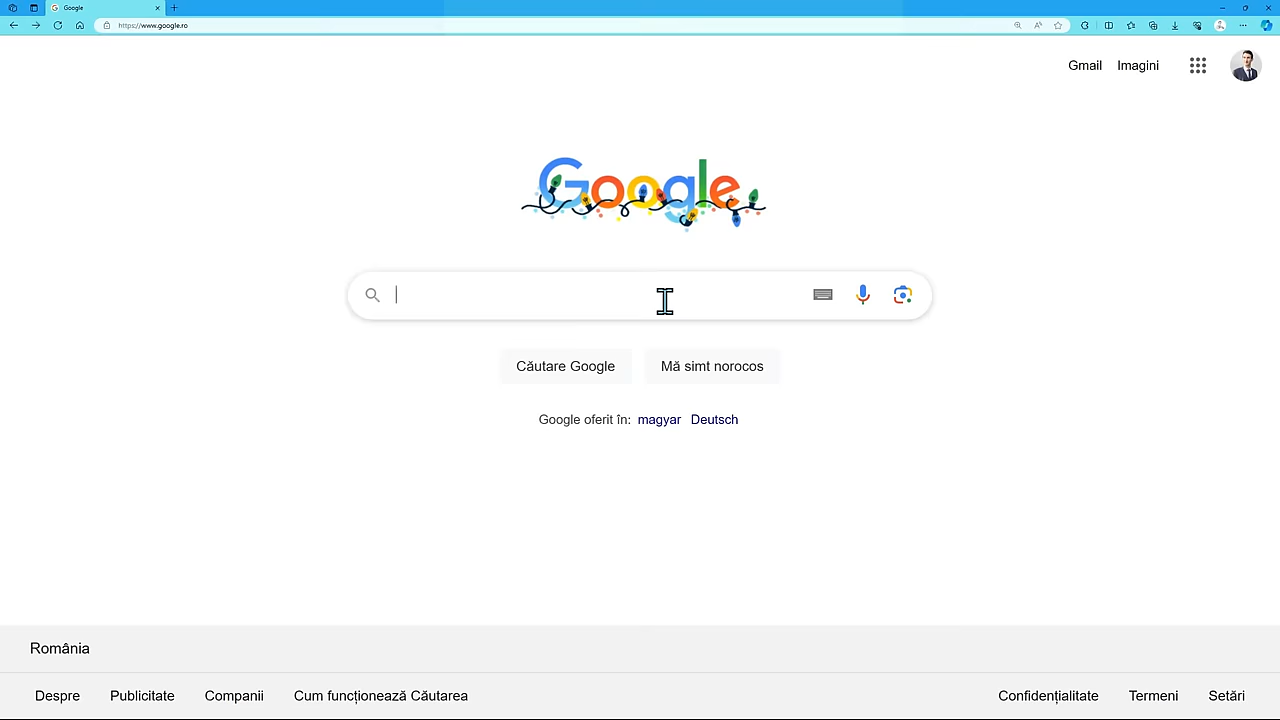 Google
https://www.google.ro
Gmail Imagini
Google
Căutare Google Mă simt norocos
Google oferit în: magyar Deutsch
România
Despre Publicitate Companii Cum funcționează Căutarea Confidențialitate Termeni Setări